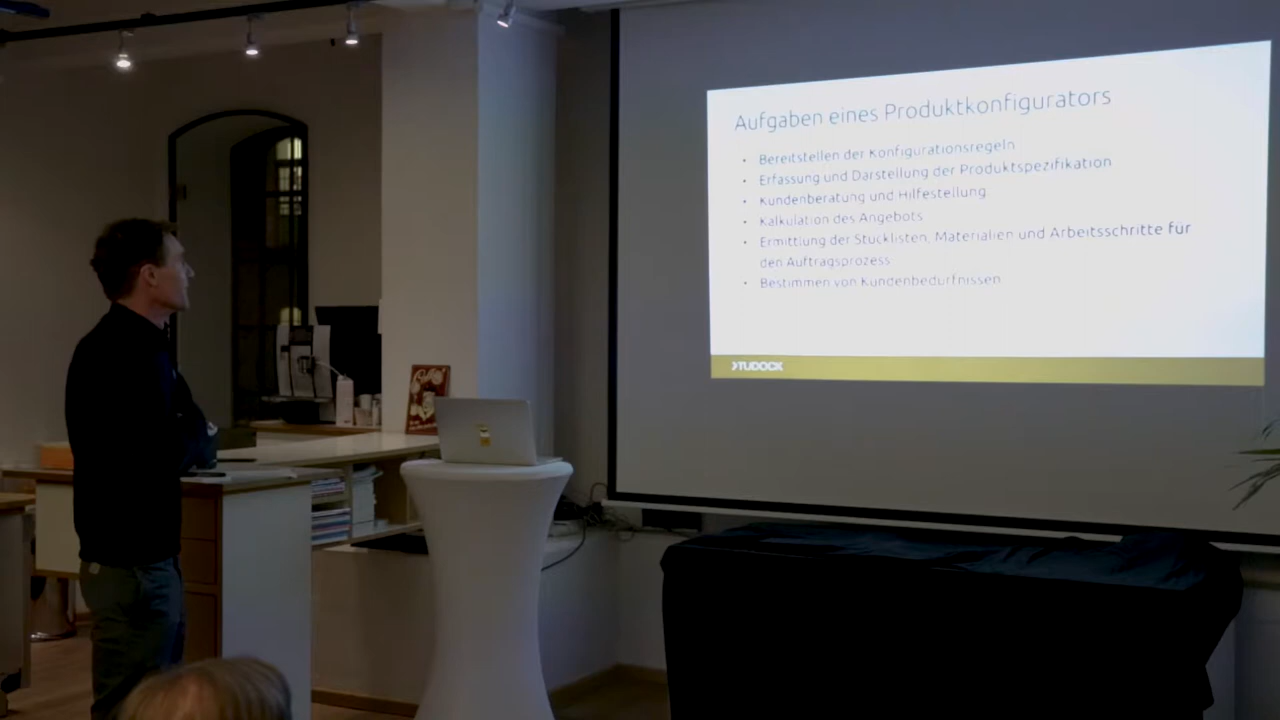 Aufgaben eines Produktkonfigurators
• Bereitstellen der Konfigurationsregeln
• Erfassung und Darstellung der Produktspezifikation
• Kundenberatung und Hilfestellung
• Kalkulation des Angebots
• Ermittlung der Stücklisten, Materialien und Arbeitsschritte für
den Auftragsprozess
• Bestimmen von Kundenbedürfnissen
TUDOCK